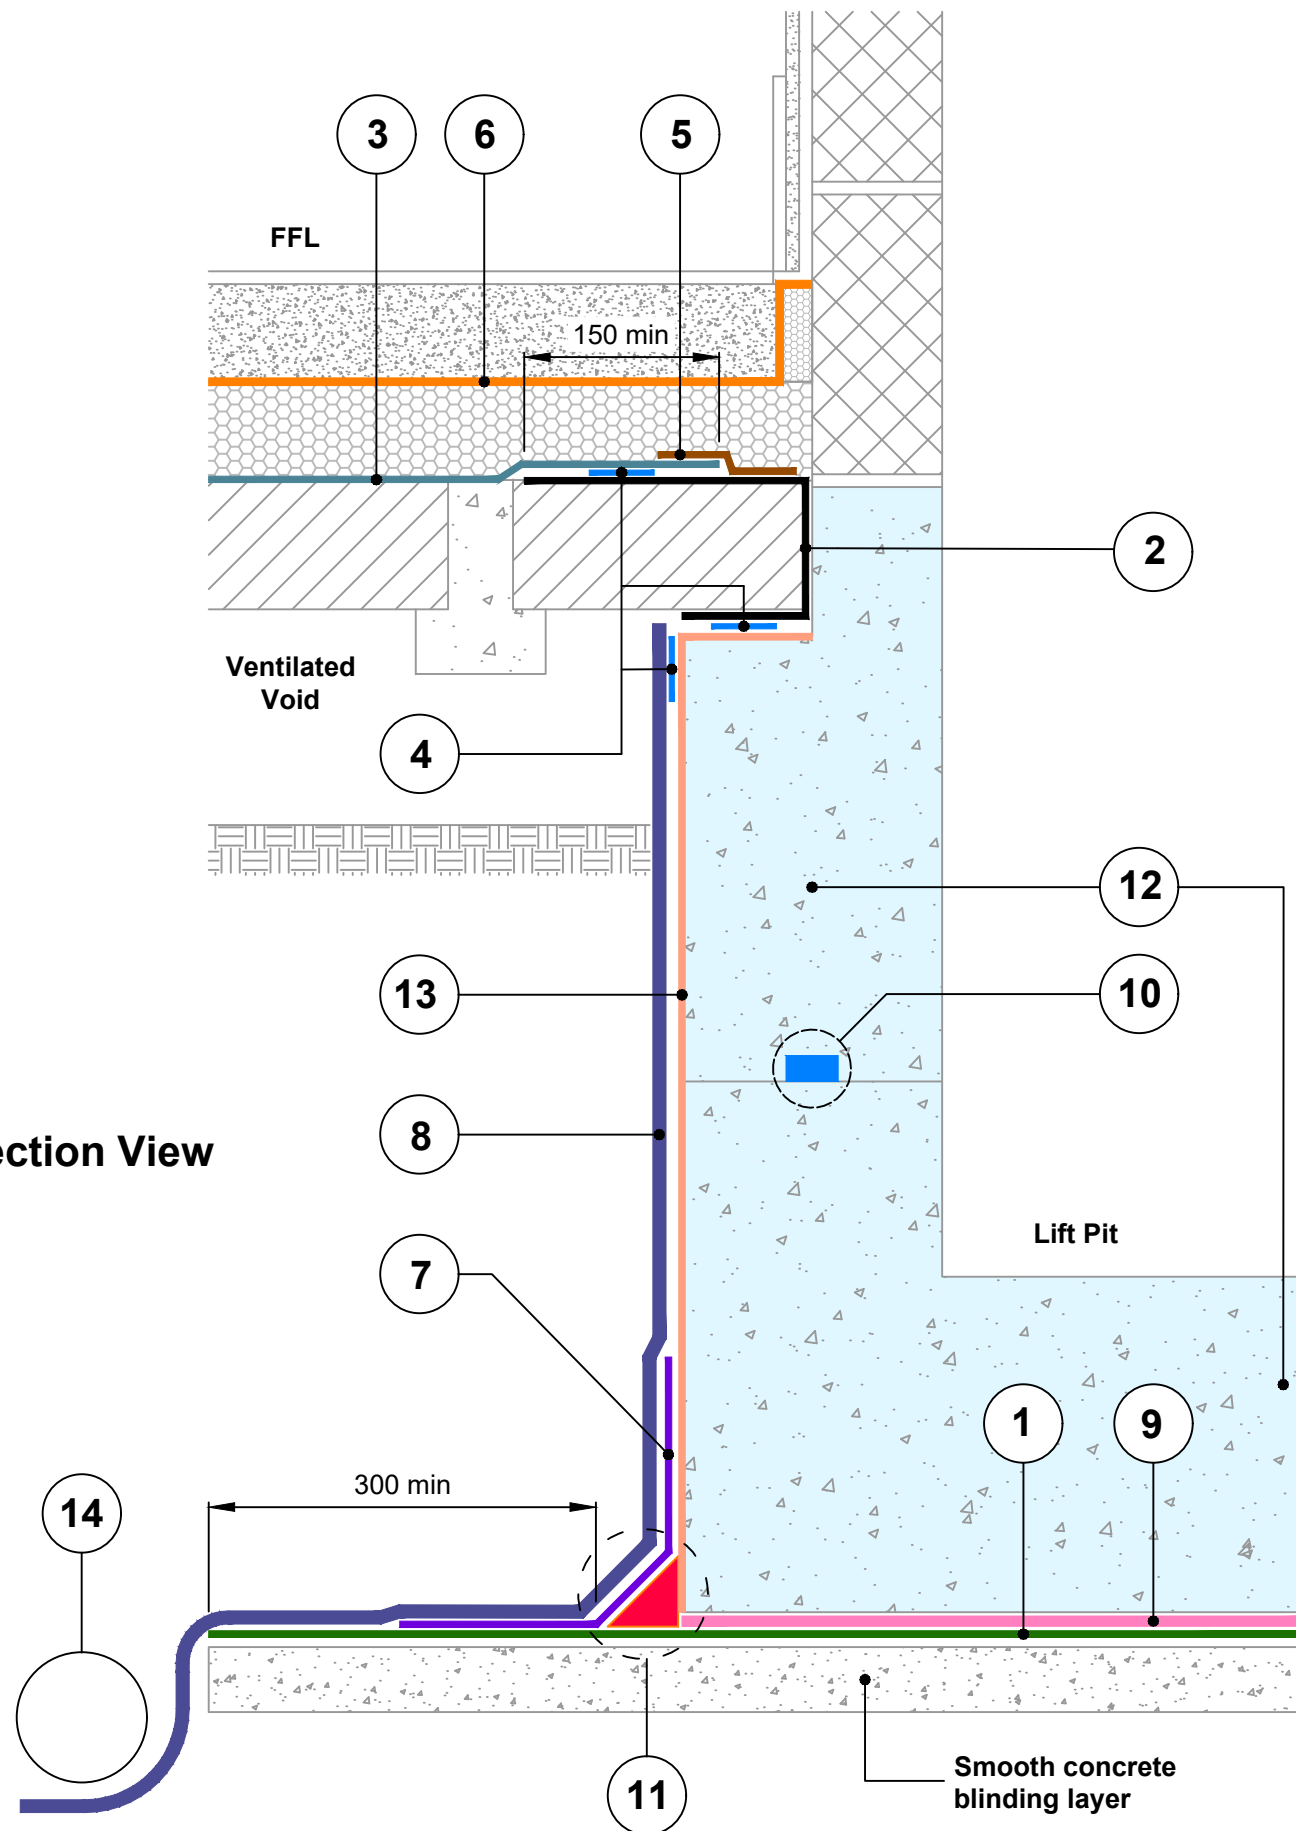 3
6
5
FFL
150 min
2
Ventilated
Void
4
12
13
10
8
ection View
Lift Pit
7
1
9
300 min
14
11
Smooth concrete
blinding layer